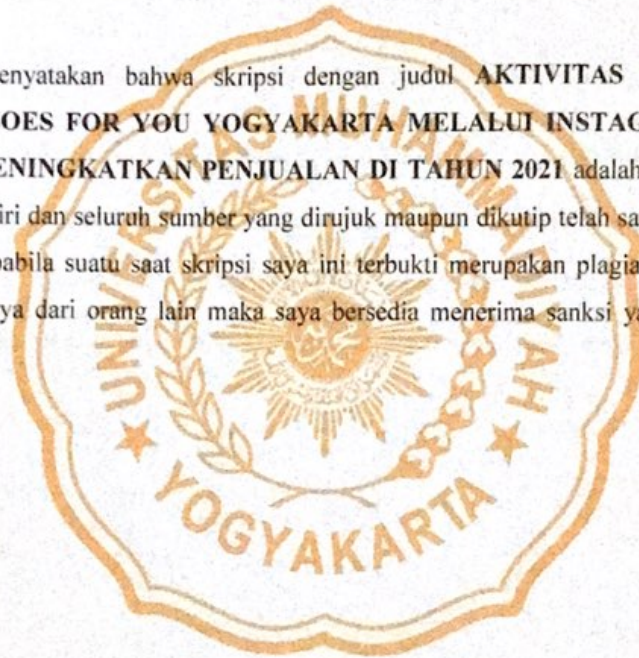 enyatakan bahwa skripsi dengan judul AKTIVITAS
OES FOR YOU YOGYAKARTA MELALUI INSTAG
ENINGKATKAN PENJUALAN DI TAHUN 2021 adalah
iri dan seluruh sumber yang dirujuk maupun dikutip telah sa
pabila suatu saat skripsi saya ini terbukti merupakan plagia
ya dari orang lain maka saya bersedia menerima sanksi ya
UNIVERSITAS MUHAMMADIYAH
YOGYAKARTA